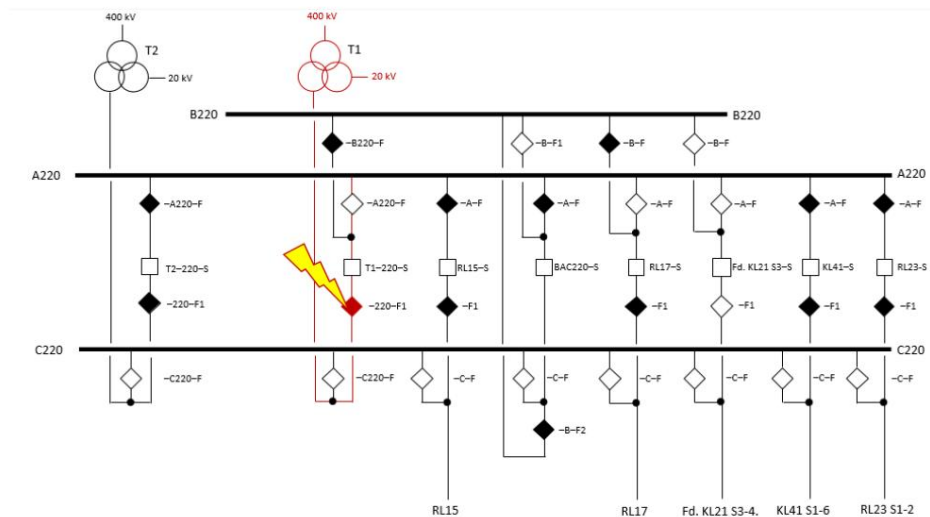 400 kV
T2
20 kV
400 kV
T1
20 kV
B220
B220
–B220–F
–B–F1
–B–F
–B–F
A220
A220
–A220–F
–A220–F
–A–F
–A–F
–A–F
–A–F
–A–F
–A–F
T2–220–S
T1–220–S
RL15–S
BAC220–S
RL17–S
Fd. KL21 S3–S
KL41–S
RL23-S
–220–F1
–220–F1
–F1
–F1
–F1
–F1
–F1
C220
C220
–C220–F
–C220–F
–C–F
–C–F
–C–F
–C–F
–C–F
–C–F
–B–F2
RL15
RL17
Fd. KL21 S3-4.
KL41 S1-6
RL23 S1-2